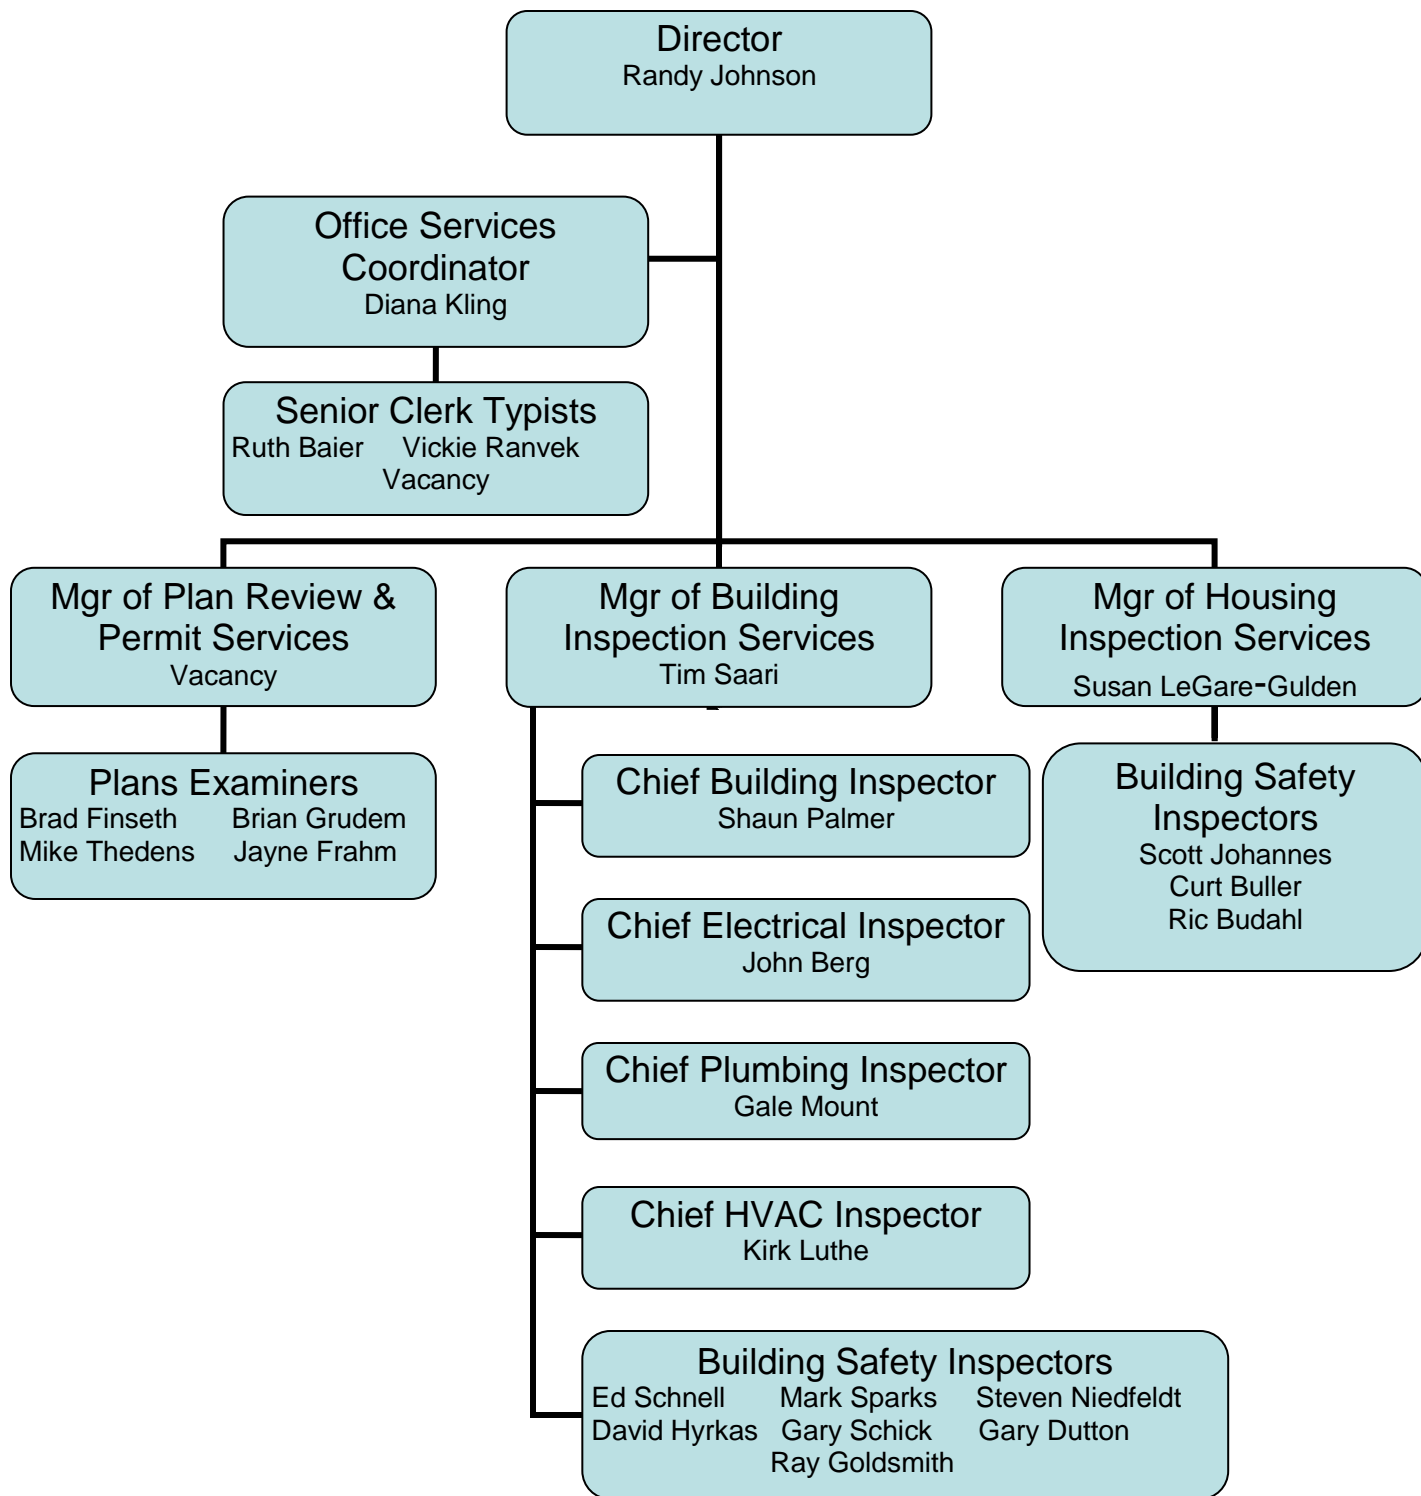 Director
Randy Johnson
Office Services
Coordinator
Diana Kling
Senior Clerk Typists
Ruth Baier Vickie Ranvek
Vacancy
Mgr of Plan Review &
Permit Services
Vacancy
Plans Examiners
Brad Finseth Brian Grudem
Mike Thedens Jayne Frahm
Mgr of Building
Inspection Services
Tim Saari
Chief Building Inspector
Shaun Palmer
Chief Electrical Inspector
John Berg
Chief Plumbing Inspector
Gale Mount
Chief HVAC Inspector
Kirk Luthe
Building Safety Inspectors
Ed Schnell Mark Sparks Steven Niedfeldt
David Hyrkas Gary Schick Gary Dutton
Ray Goldsmith
Mgr of Housing
Inspection Services
Susan LeGare-Gulden
Building Safety
Inspectors
Scott Johannes
Curt Buller
Ric Budahl